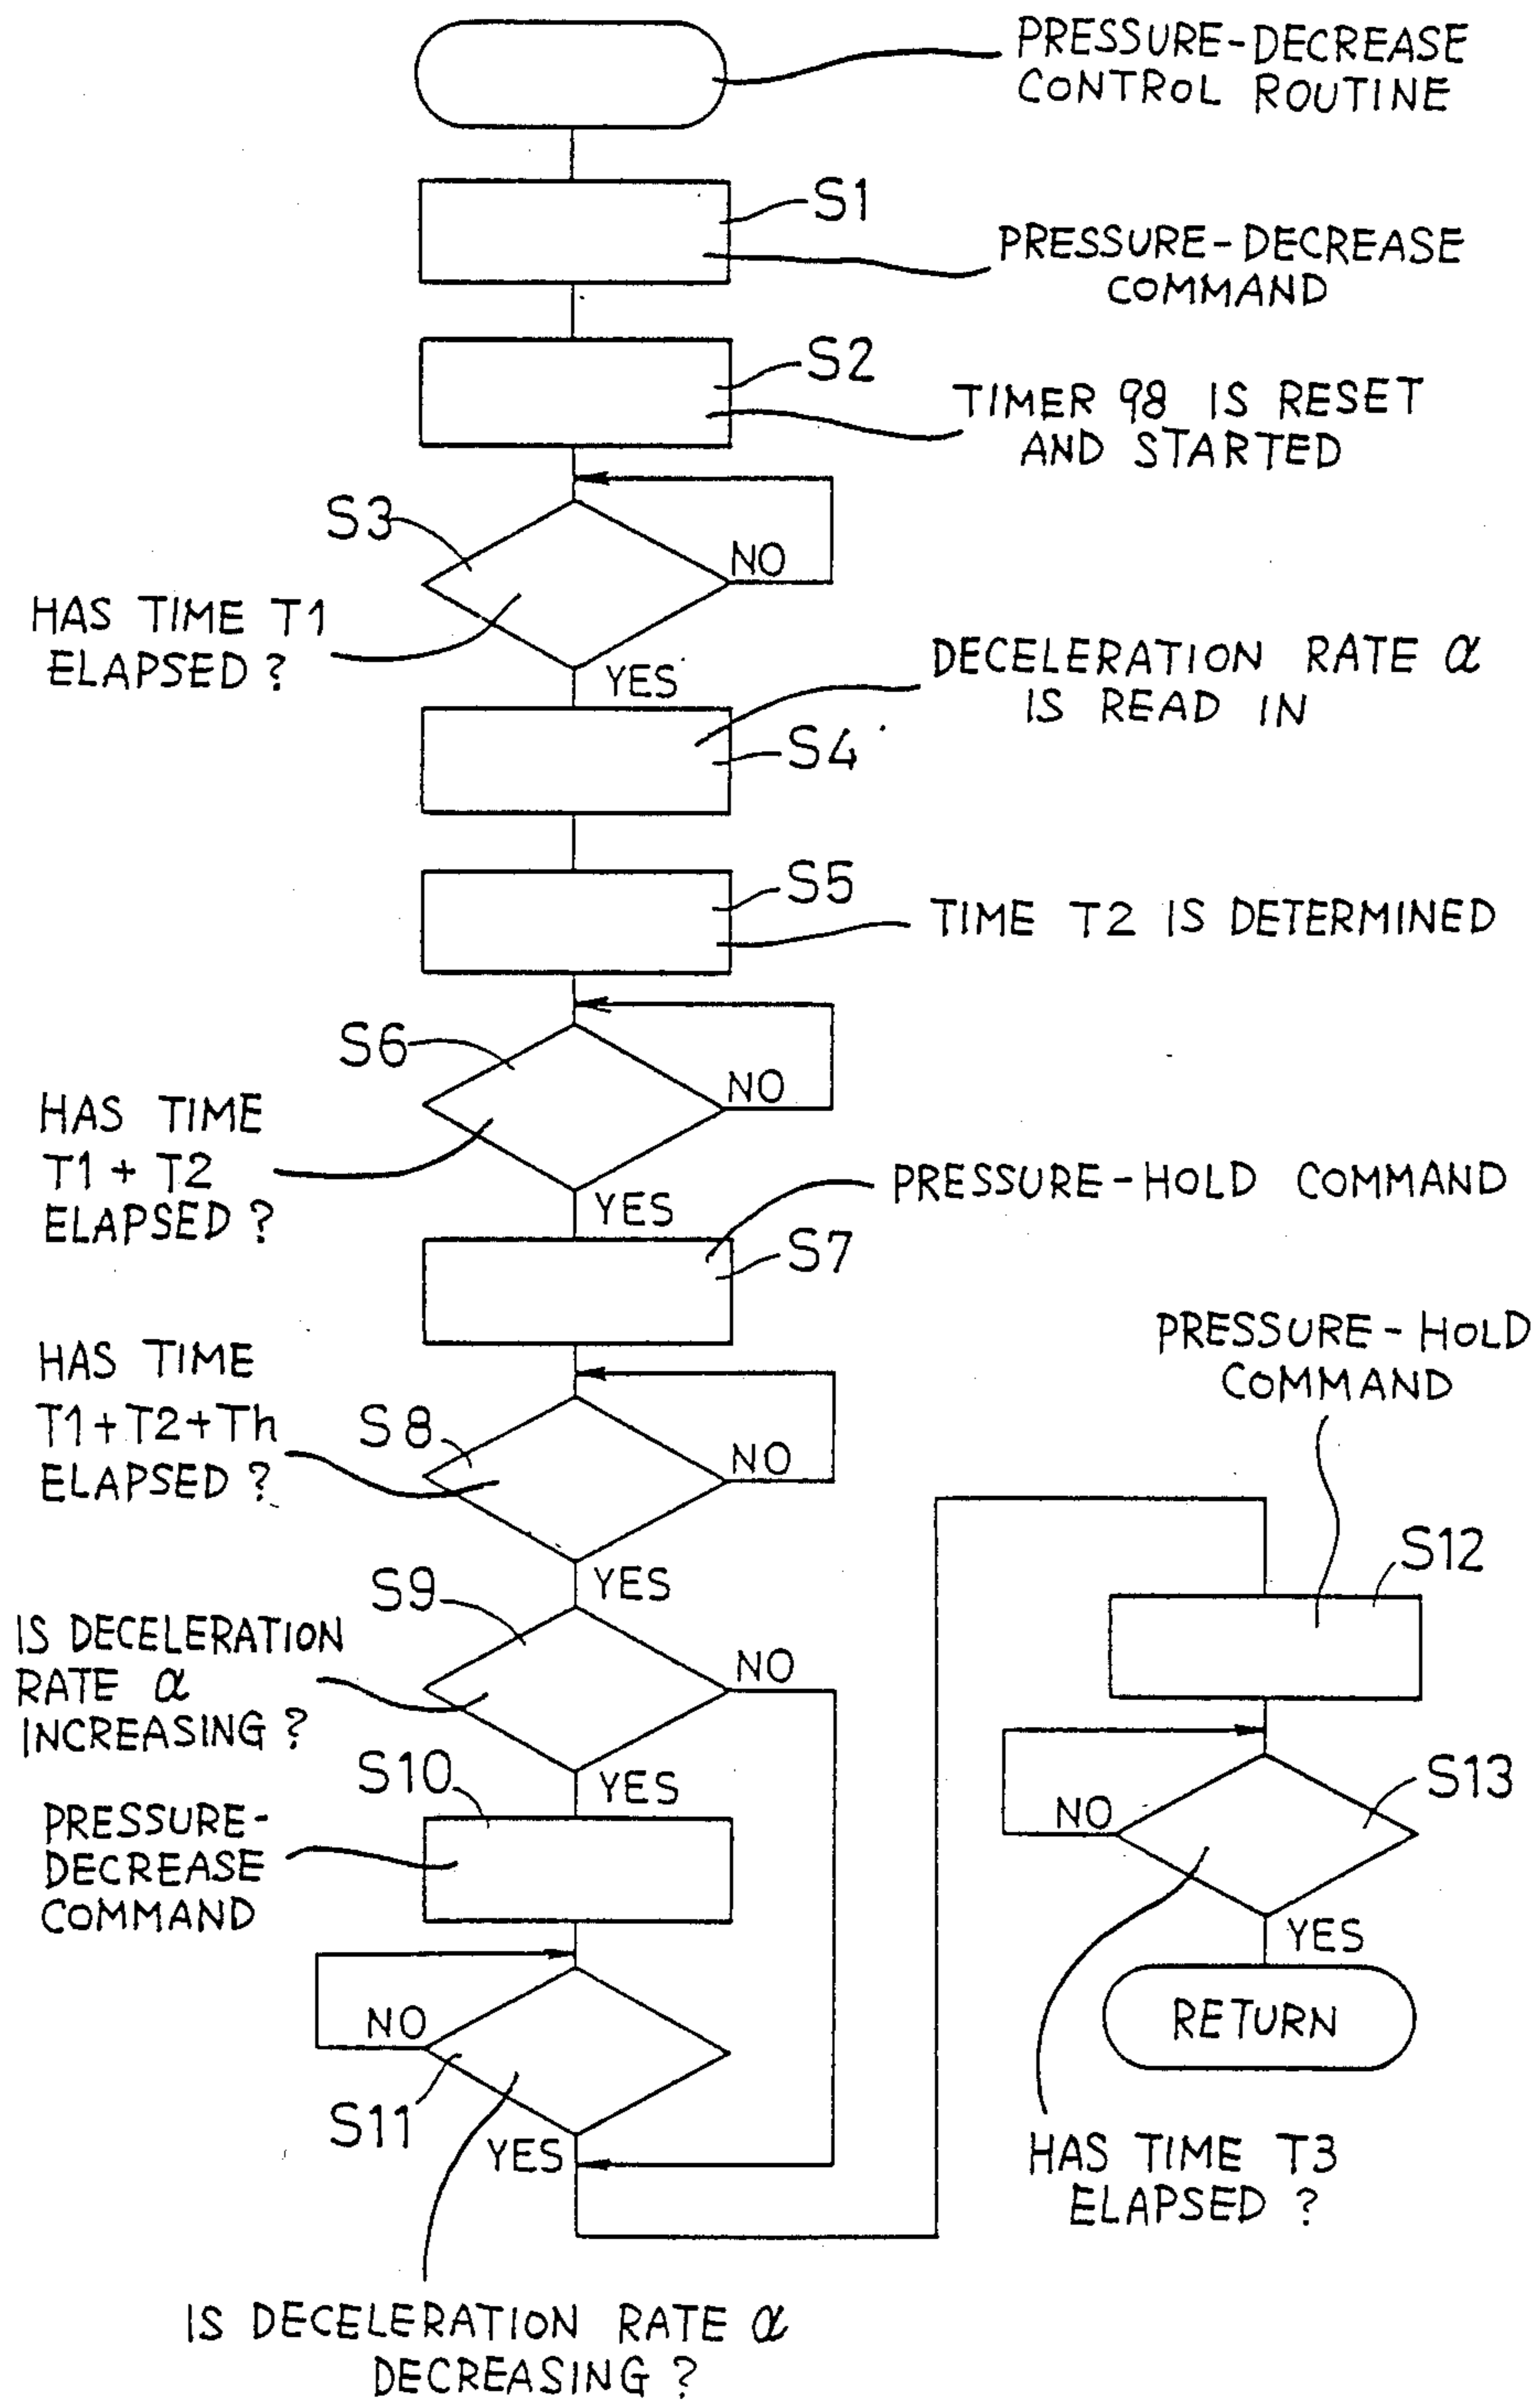 PRESSURE-DECREASE
CONTROL ROUTINE
S1
PRESSURE-DECREASE
COMMAND
S2
TIMER 98 IS RESET
AND STARTED
S3
NO
HAS TIME T1
ELAPSED ?
YES
DECELERATION RATE α
IS READ IN
S4
S5
TIME T2 IS DETERMINED
S6
NO
HAS TIME
T1 + T2
ELAPSED ?
YES
PRESSURE-HOLD COMMAND
S7
HAS TIME
T1+T2+Th
ELAPSED ?
S8
NO
YES
S9
IS DECELERATION
RATE α
INCREASING ?
NO
YES
S10
PRESSURE-
DECREASE
COMMAND
NO
S11
YES
IS DECELERATION RATE α
DECREASING ?
PRESSURE-HOLD
COMMAND
S12
S13
NO
YES
RETURN
HAS TIME T3
ELAPSED ?